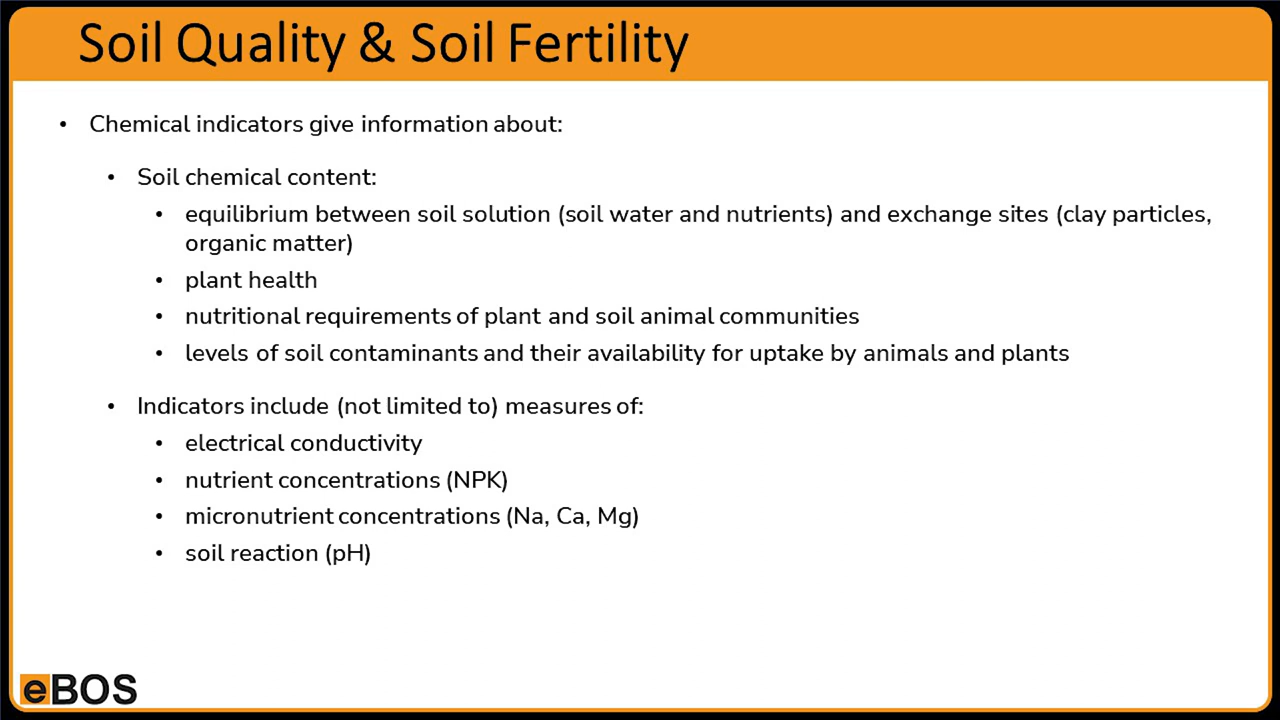 Soil Quality & Soil Fertility
• Chemical indicators give information about:
• Soil chemical content:
• equilibrium between soil solution (soil water and nutrients) and exchange sites (clay particles,
organic matter)
• plant health
• nutritional requirements of plant and soil animal communities
• levels of soil contaminants and their availability for uptake by animals and plants
• Indicators include (not limited to) measures of:
• electrical conductivity
• nutrient concentrations (NPK)
• micronutrient concentrations (Na, Ca, Mg)
• soil reaction (pH)
eBOS